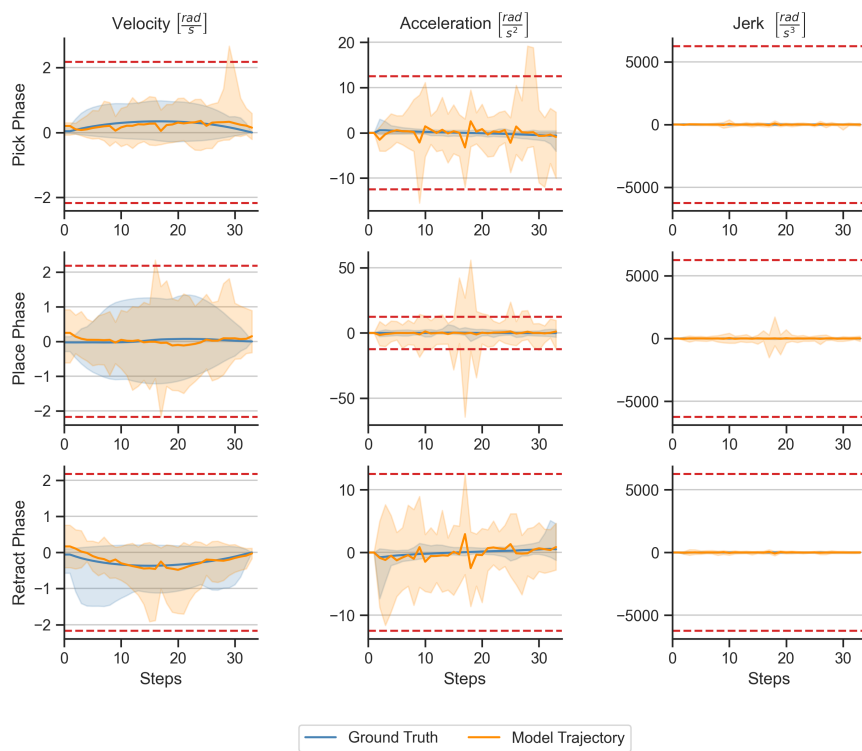 Velocity [rad/s]
Acceleration [rad/s²]
Jerk [rad/s³]
Pick Phase
2
0
−2
0 10 20 30
20
10
0
−10
0 10 20 30
5000
0
−5000
0 10 20 30
Place Phase
2
1
0
−1
−2
0 10 20 30
50
0
−50
0 10 20 30
5000
0
−5000
0 10 20 30
Retract Phase
2
1
0
−1
−2
0 10 20 30
Steps
10
0
−10
0 10 20 30
Steps
5000
0
−5000
0 10 20 30
Steps
Ground Truth Model Trajectory